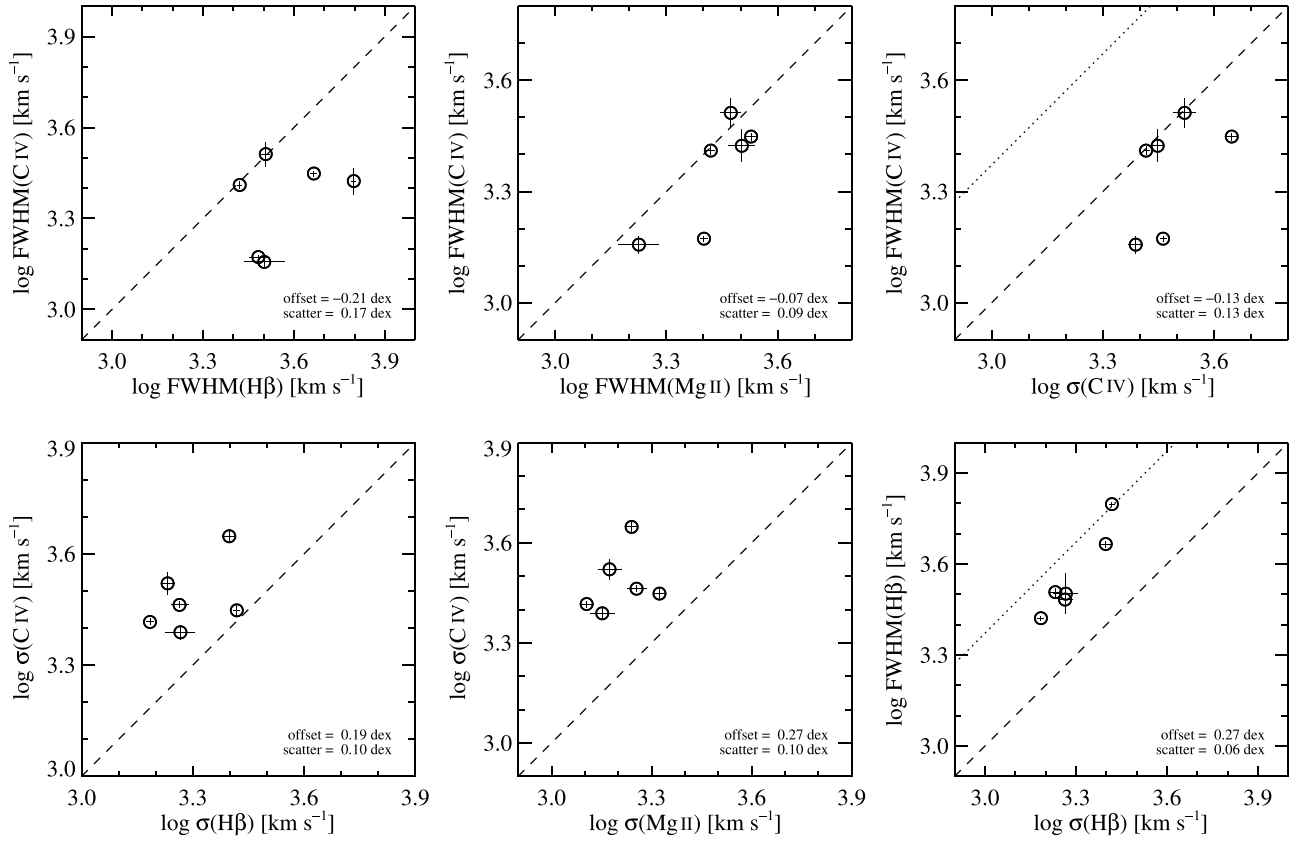 log FWHM(C IV) [km s⁻¹]
3.9
3.6
3.3
3.0
offset = −0.21 dex
scatter = 0.17 dex
3.0 3.3 3.6 3.9
log FWHM(Hβ) [km s⁻¹]
log FWHM(C IV) [km s⁻¹]
3.6
3.3
3.0
offset = −0.07 dex
scatter = 0.09 dex
3.0 3.3 3.6
log FWHM(Mg II) [km s⁻¹]
log FWHM(C IV) [km s⁻¹]
3.6
3.3
3.0
offset = −0.13 dex
scatter = 0.13 dex
3.0 3.3 3.6
log σ(C IV) [km s⁻¹]
log σ(C IV) [km s⁻¹]
3.9
3.6
3.3
3.0
offset = 0.19 dex
scatter = 0.10 dex
3.0 3.3 3.6 3.9
log σ(Hβ) [km s⁻¹]
log σ(C IV) [km s⁻¹]
3.9
3.6
3.3
3.0
offset = 0.27 dex
scatter = 0.10 dex
3.0 3.3 3.6 3.9
log σ(Mg II) [km s⁻¹]
log FWHM(Hβ) [km s⁻¹]
3.9
3.6
3.3
3.0
offset = 0.27 dex
scatter = 0.06 dex
3.0 3.3 3.6 3.9
log σ(Hβ) [km s⁻¹]